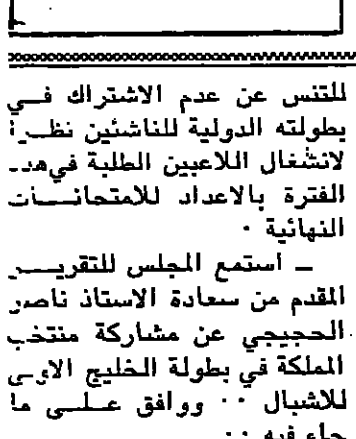 للتنس عن عدم الاشتراك في
بطولته الدولية للناشئين نظرا
لانشغال اللاعبين الطلبة في هذه
الفترة بالاعداد للامتحانات
النهائية .
ـ استمع المجلس للتقرير
المقدم من سعادة الاستاذ ناصر
الحجيجي عن مشاركة منتخب
المملكة في بطولة الخليج الاولى
للاشبال . . ووافق على ما
جاء فيه . .